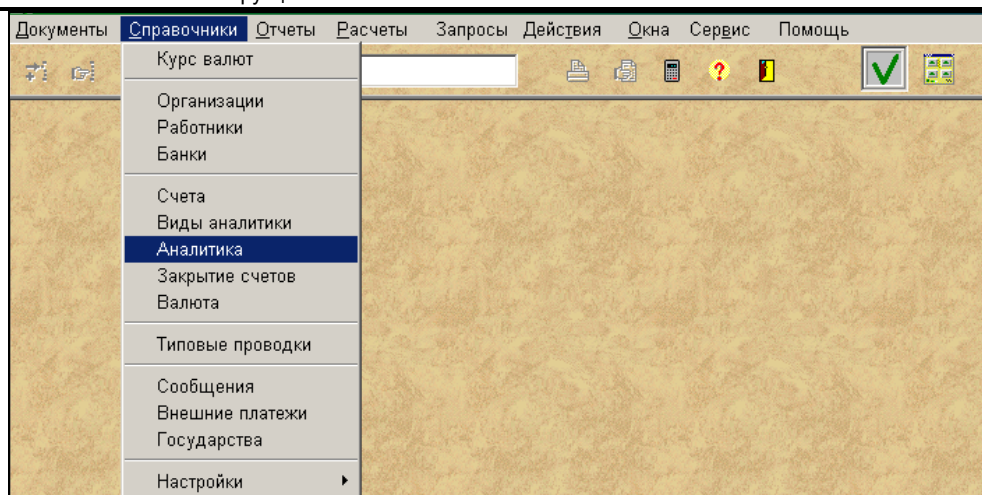 Документы Справочники Отчеты Расчеты Запросы Действия Окна Сервис Помощь
Курс валют
Организации
Работники
Банки
Счета
Виды аналитики
Аналитика
Закрытие счетов
Валюта
Типовые проводки
Сообщения
Внешние платежи
Государства
Настройки